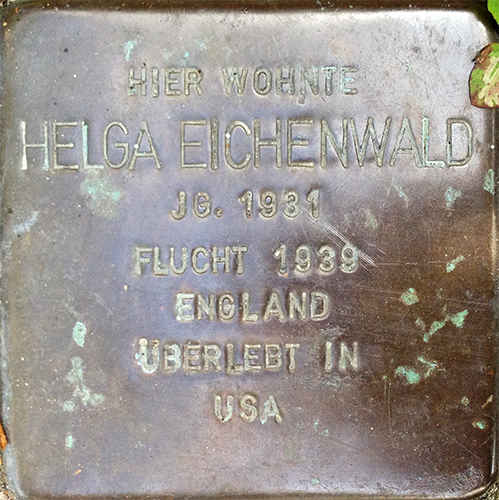 HIER WOHNTE
HELGA EICHENWALD
JG. 1931
FLUCHT 1939
ENGLAND
ÜBERLEBT IN
USA